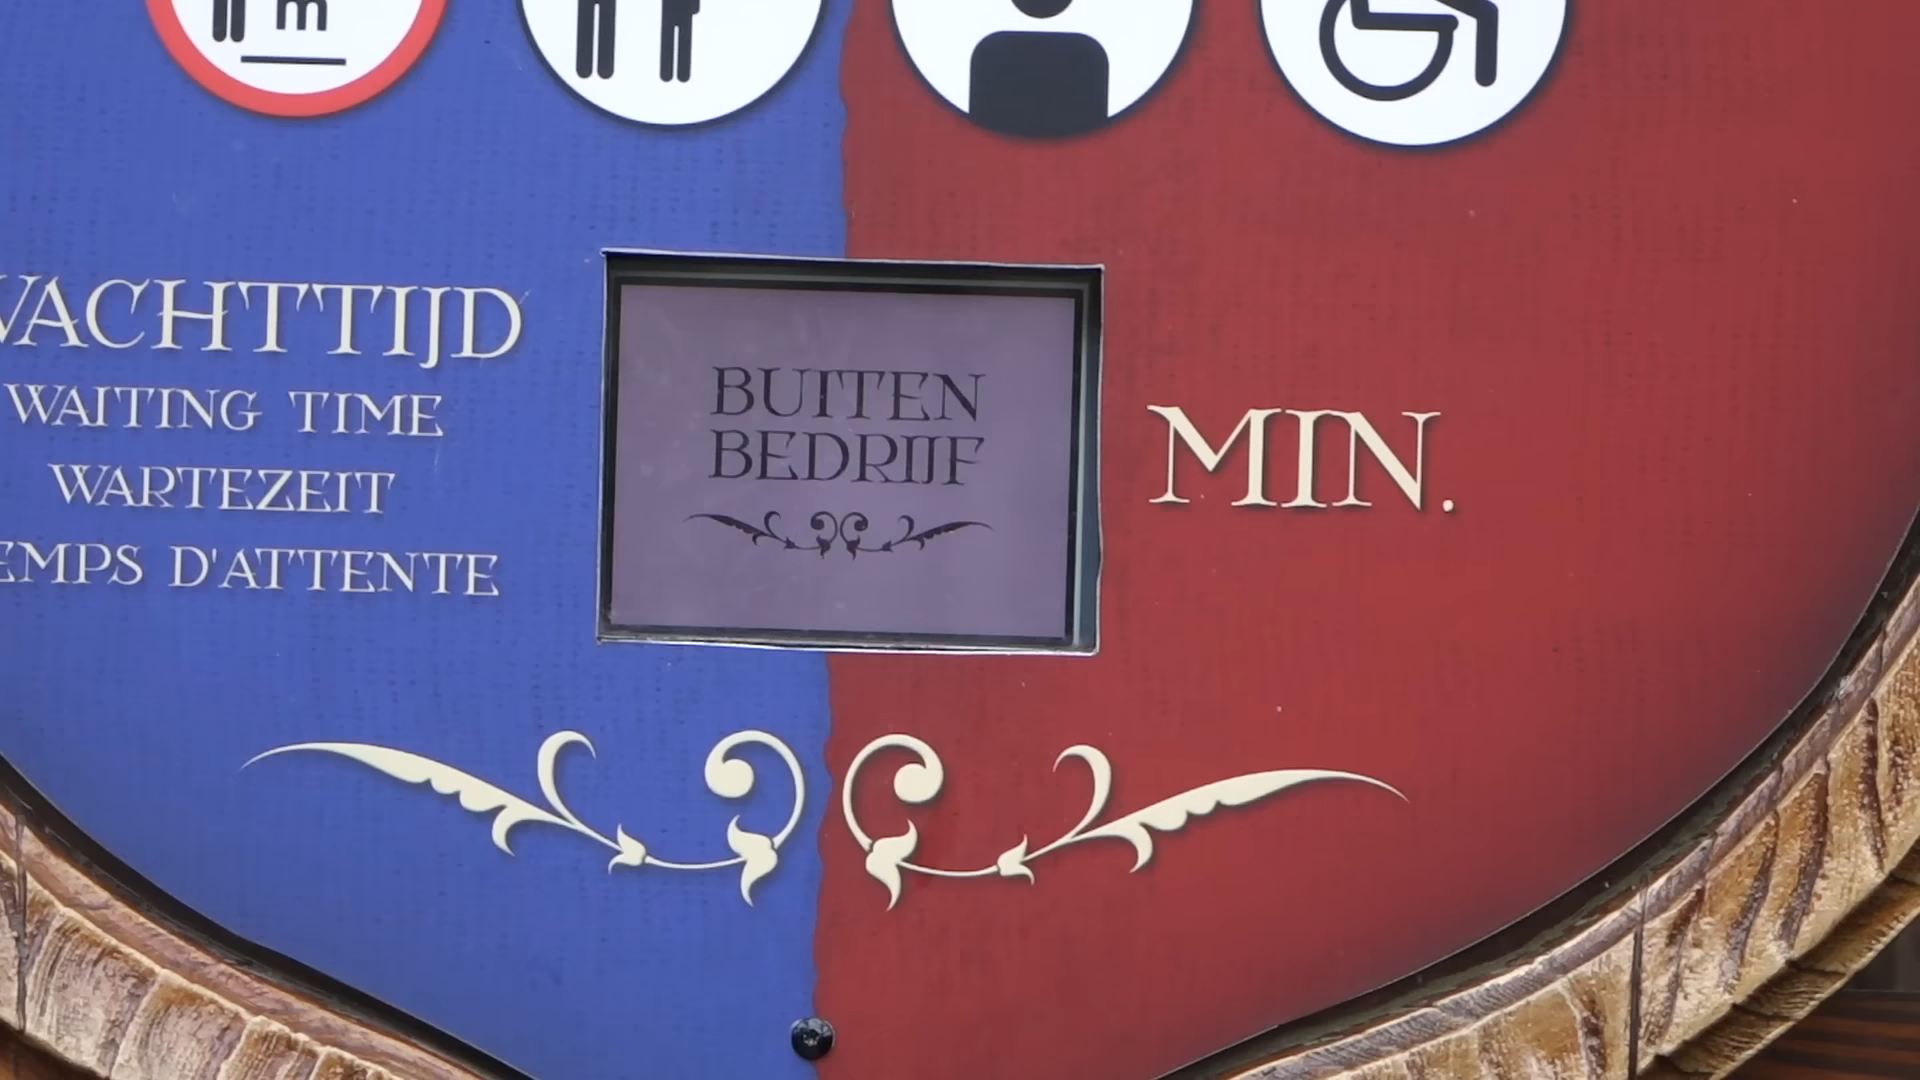 m
WACHTTIJD
WAITING TIME
WARTEZEIT
TEMPS D'ATTENTE
BUITEN
BEDRIJF
MIN.